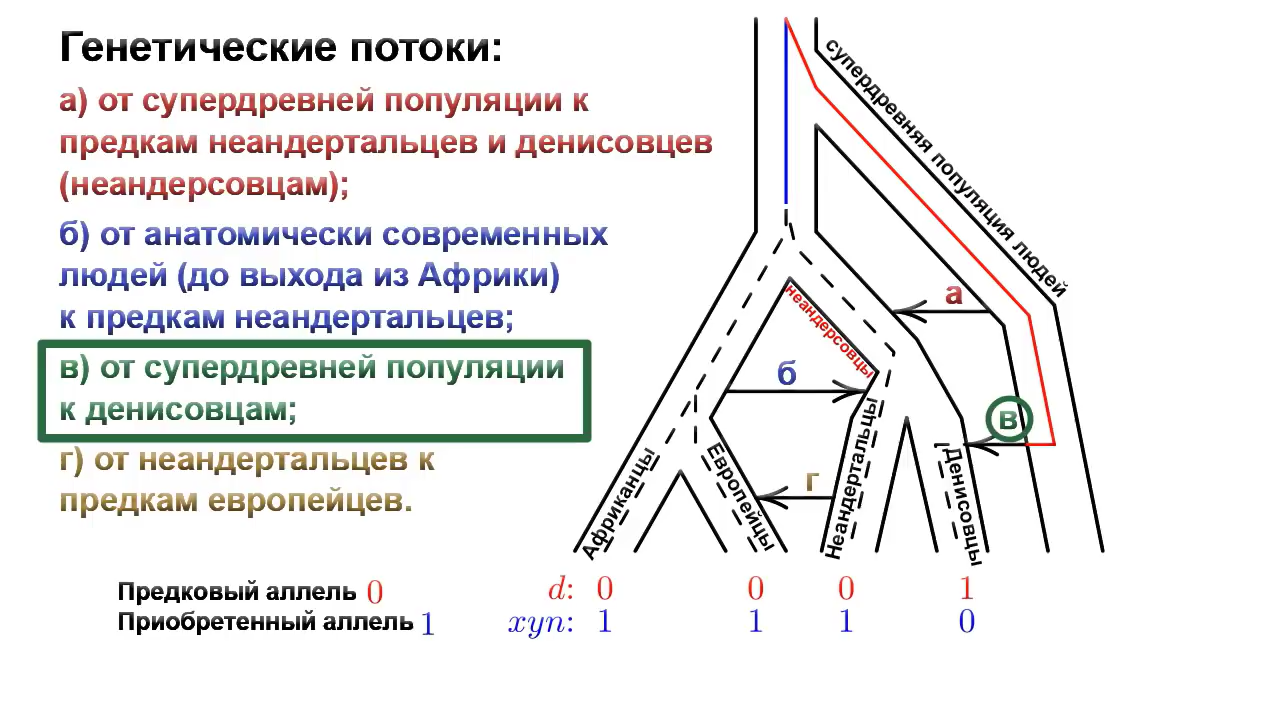 Генетические потоки:
а) от супердревней популяции к
предкам неандертальцев и денисовцев
(неандерсовцам);
б) от анатомически современных
людей (до выхода из Африки)
к предкам неандертальцев;
в) от супердревней популяции
к денисовцам;
г) от неандертальцев к
предкам европейцев.
супердревняя популяция людей
а
неандерсовцы
б
в
г
Африканцы
Европейцы
Неандертальцы
Денисовцы
Предковый аллель 0
Приобретенный аллель 1
d: 0 0 0 1
xyn: 1 1 1 0